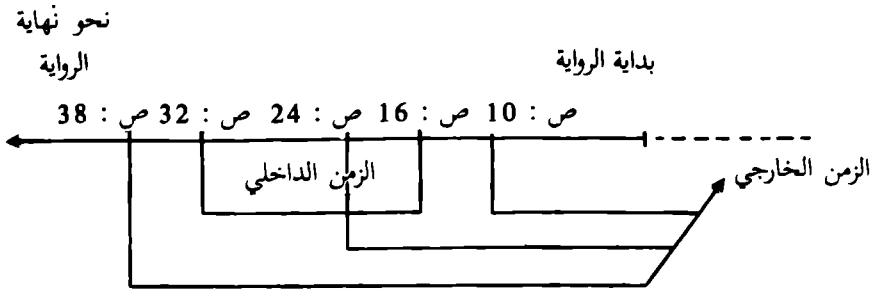 نحو نهاية
الرواية
بداية الرواية
ص : 10 ص : 16 ص : 24 ص : 32 ص : 38
الزمن الداخلي
الزمن الخارجي